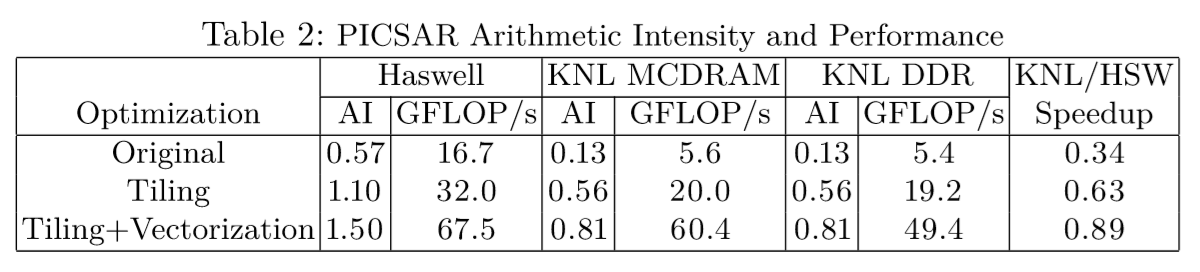 Table 2: PICSAR Arithmetic Intensity and Performance
Haswell KNL MCDRAM KNL DDR KNL/HSW
Optimization AI GFLOP/s AI GFLOP/s AI GFLOP/s Speedup
Original 0.57 16.7 0.13 5.6 0.13 5.4 0.34
Tiling 1.10 32.0 0.56 20.0 0.56 19.2 0.63
Tiling+Vectorization 1.50 67.5 0.81 60.4 0.81 49.4 0.89